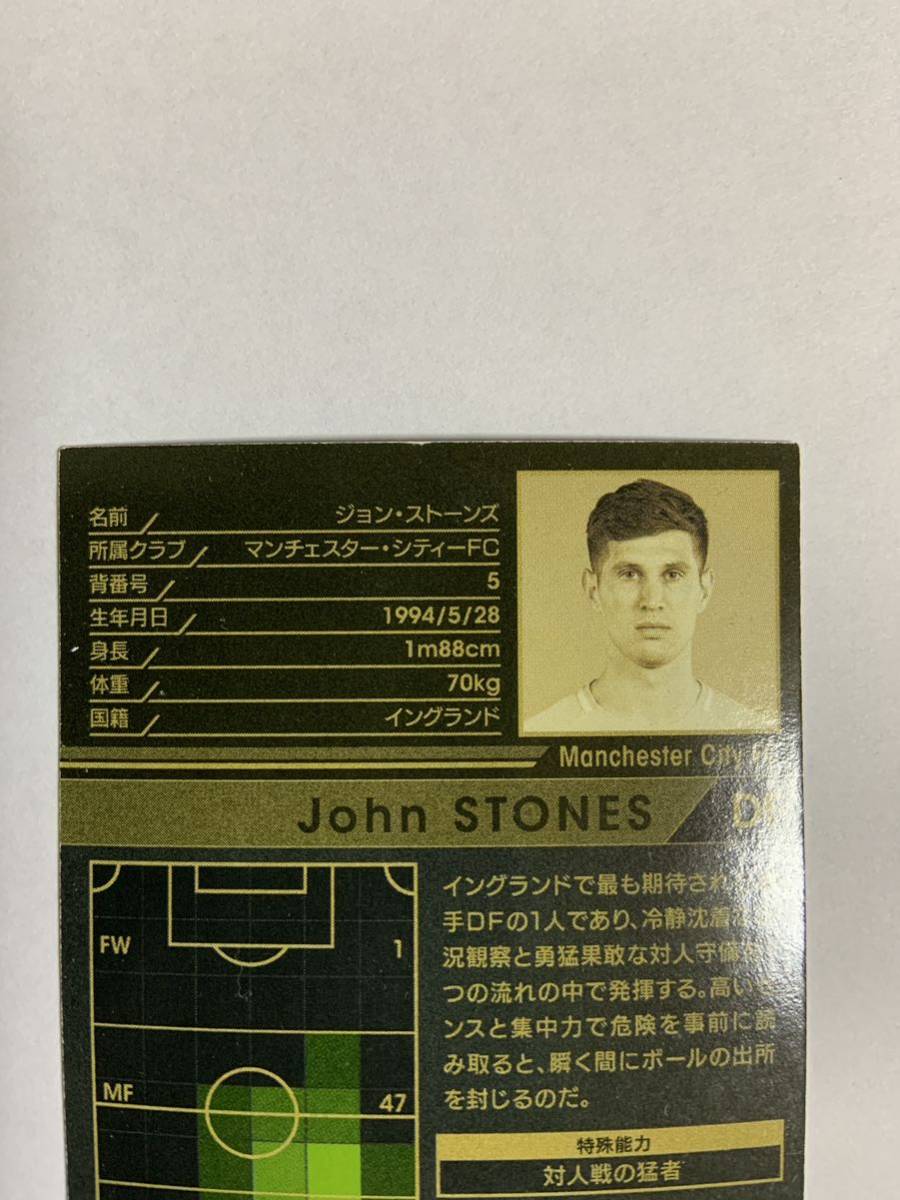 名前 ジョン・ストーンズ
所属クラブ マンチェスター・シティーFC
背番号 5
生年月日 1994/5/28
身長 1m88cm
体重 70kg
国籍 イングランド
Manchester City
John STONES
イングランドで最も期待され
手DFの1人であり、冷静沈着
況観察と勇猛果敢な対人守備
つの流れの中で発揮する。高い
ンスと集中力で危険を事前に読
み取ると、瞬く間にボールの出所
を封じるのだ。
FW 1
MF 47
特殊能力
対人戦の猛者